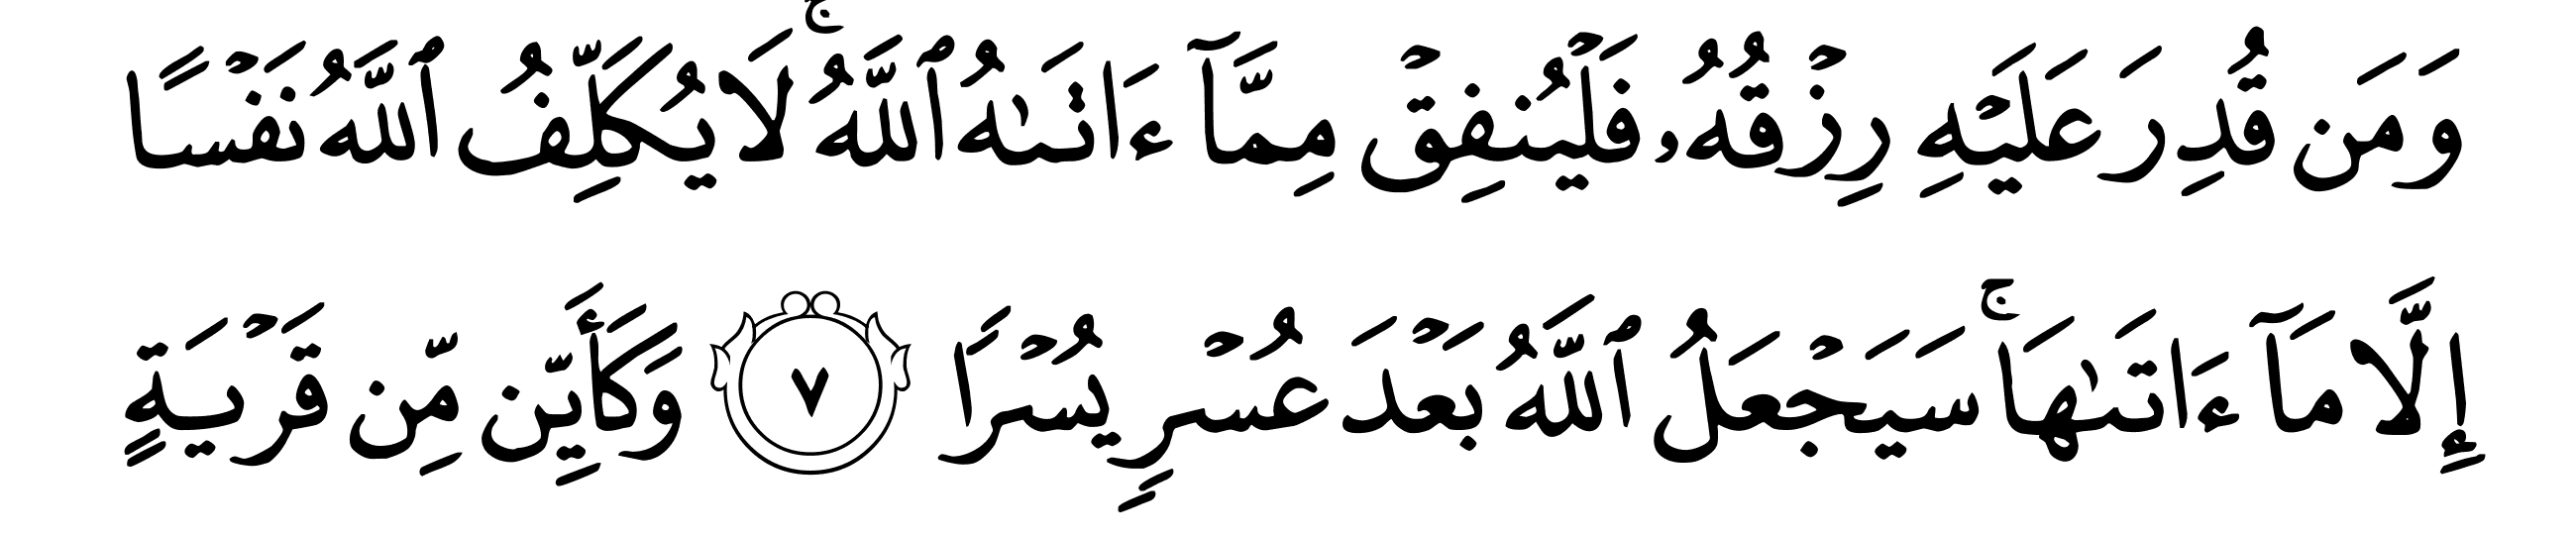 وَمَن قُدِرَ عَلَيۡهِ رِزۡقُهُۥ فَلۡيُنفِقۡ مِمَّآ ءَاتَىٰهُ ٱللَّهُۚ لَا يُكَلِّفُ ٱللَّهُ نَفۡسًا
إِلَّا مَآ ءَاتَىٰهَاۚ سَيَجۡعَلُ ٱللَّهُ بَعۡدَ عُسۡرٖ يُسۡرٗا ٧ وَكَأَيِّن مِّن قَرۡيَةٍ